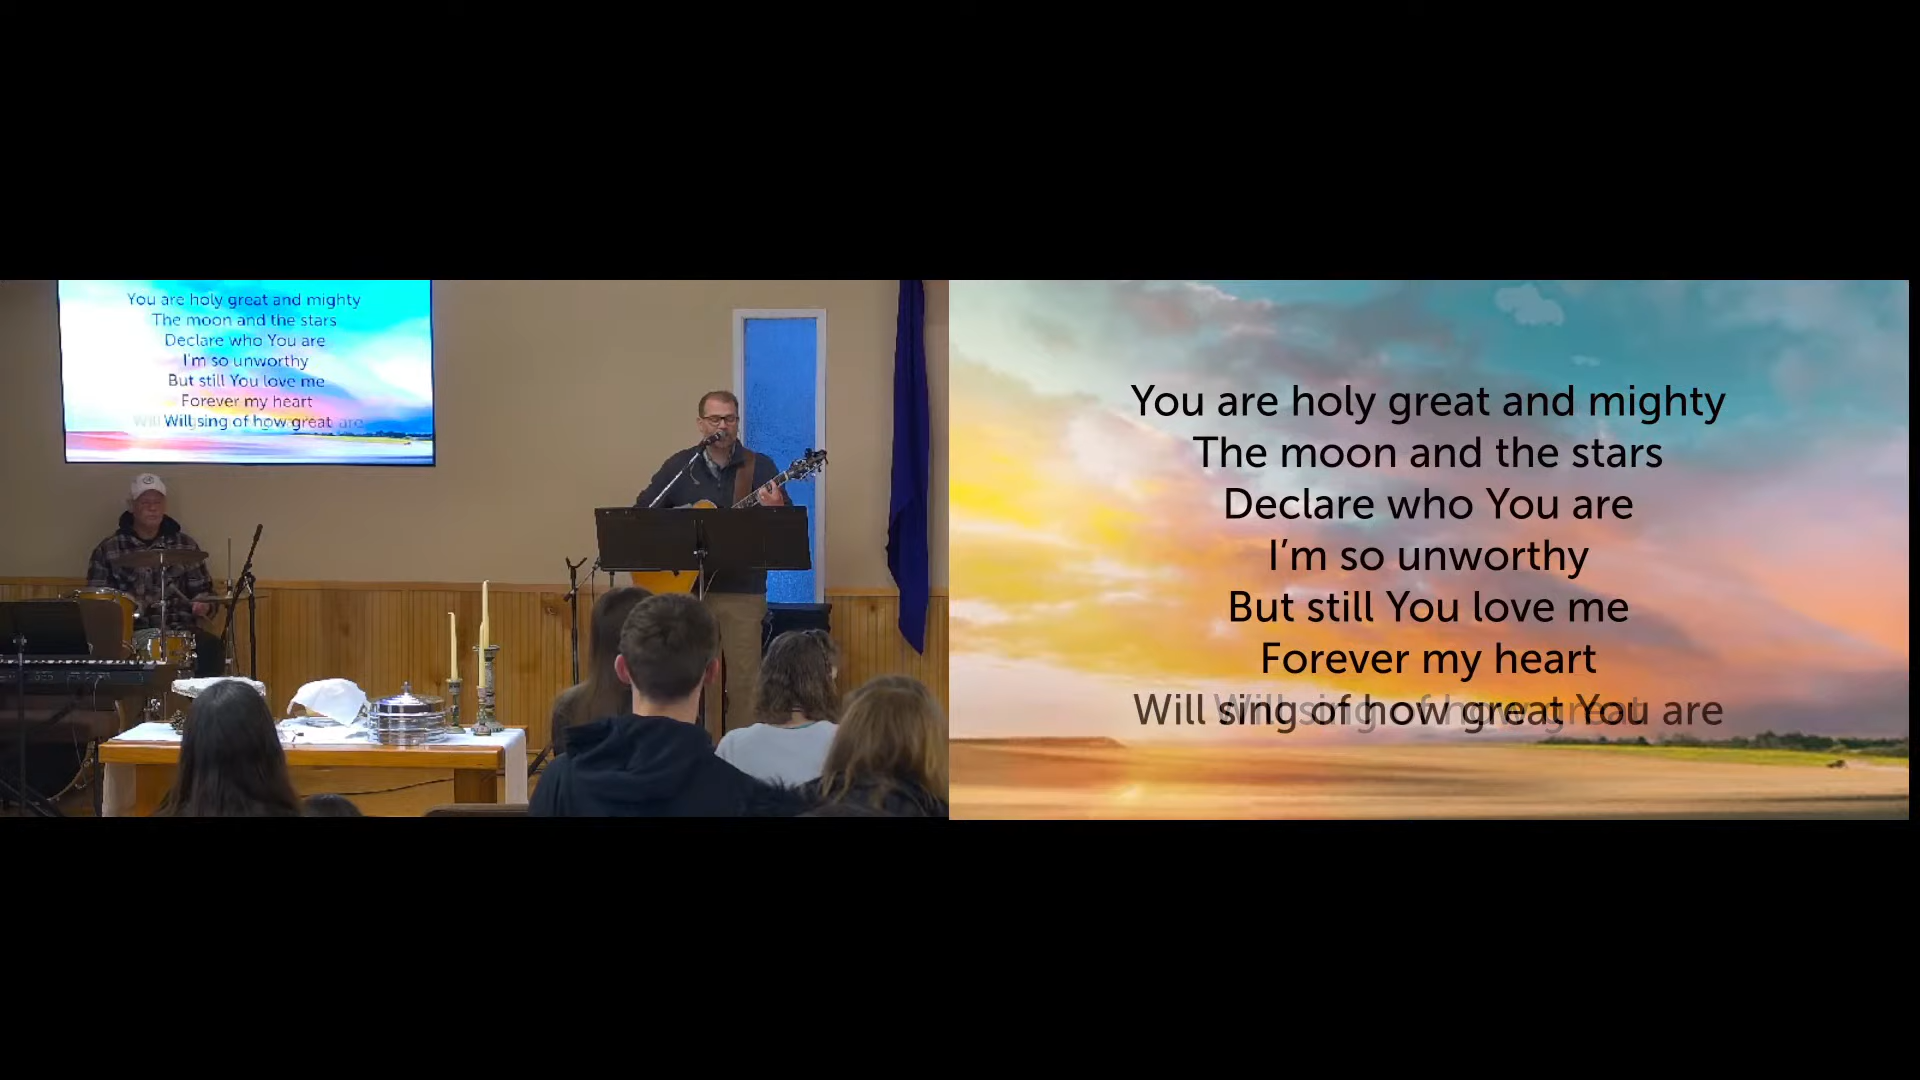 You are holy great and mighty
The moon and the stars
Declare who You are
I'm so unworthy
But still You love me
Forever my heart
Will sing of how great are
You are holy great and mighty
The moon and the stars
Declare who You are
I’m so unworthy
But still You love me
Forever my heart
Will sing of how great You are